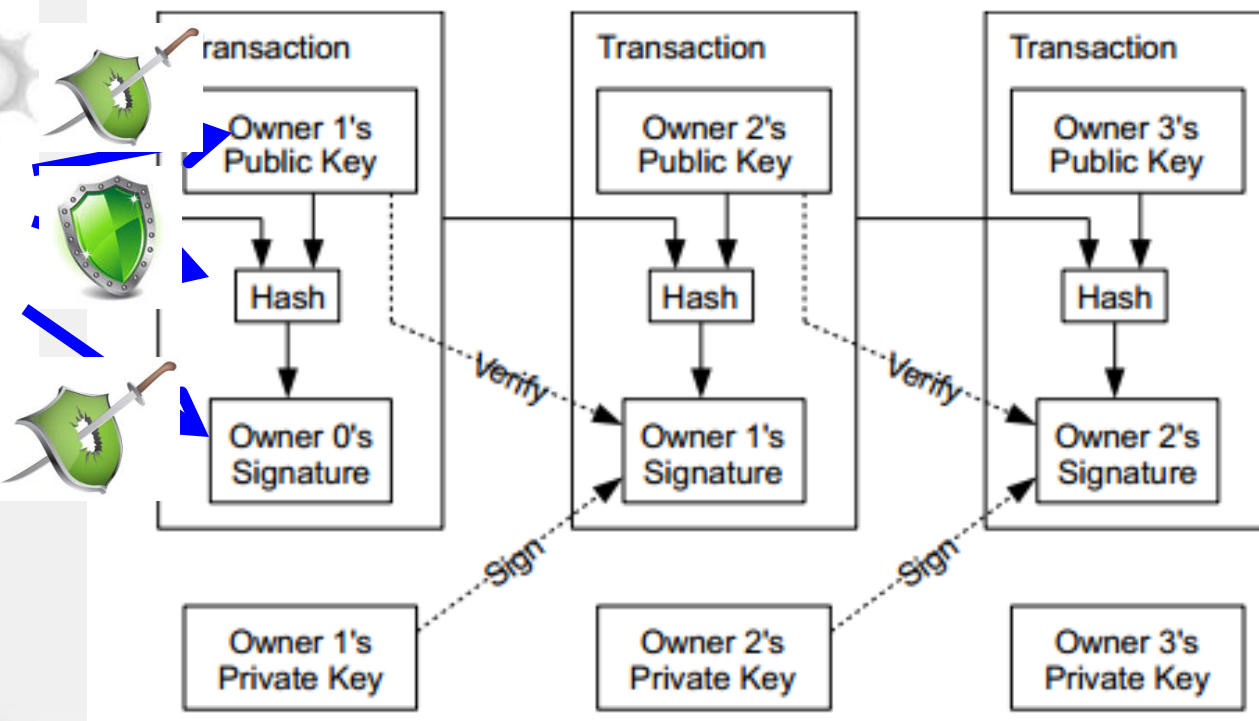 ransaction
Transaction
Transaction
Owner 1's
Public Key
Owner 2's
Public Key
Owner 3's
Public Key
Hash
Hash
Hash
Verify
Verify
Owner 0's
Signature
Owner 1's
Signature
Owner 2's
Signature
Sign
Sign
Owner 1's
Private Key
Owner 2's
Private Key
Owner 3's
Private Key